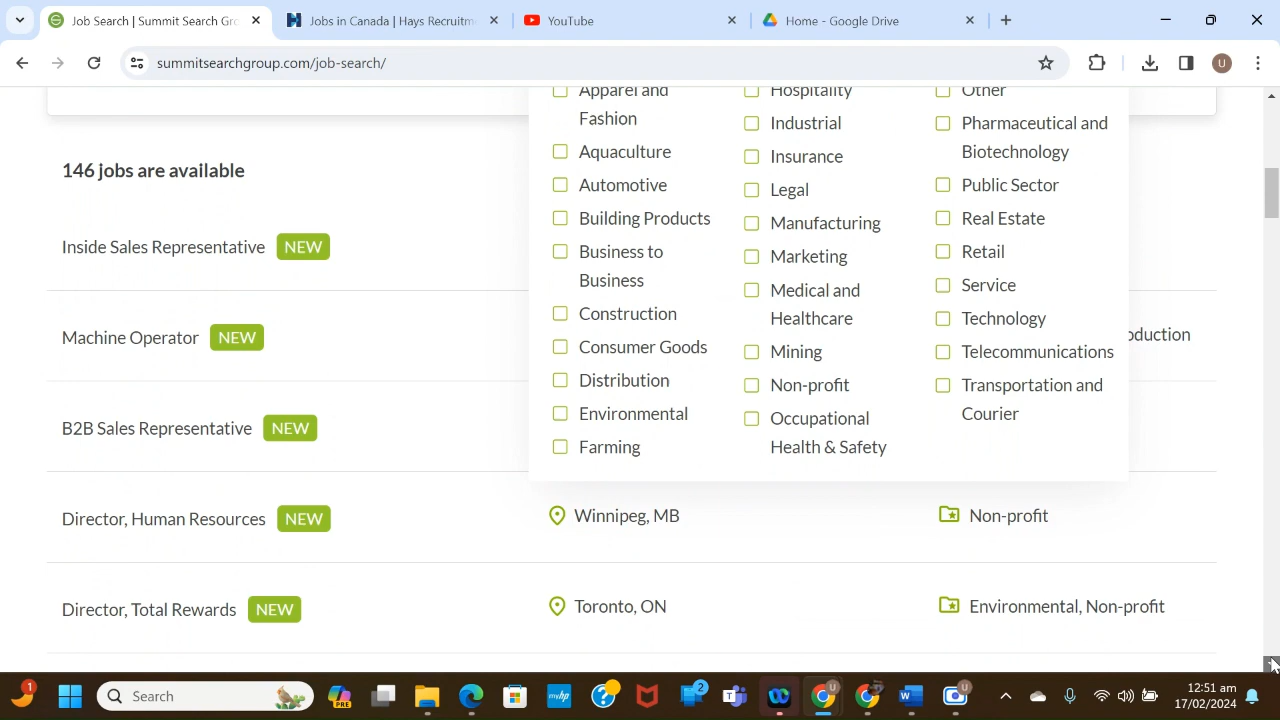 Job Search | Summit Search Gro
Jobs in Canada | Hays Recruitm
YouTube
Home - Google Drive
summitsearchgroup.com/job-search/
U
Apparel and
Fashion
Aquaculture
Automotive
Building Products
Business to
Business
Construction
Consumer Goods
Distribution
Environmental
Farming
Hospitality
Industrial
Insurance
Legal
Manufacturing
Marketing
Medical and
Healthcare
Mining
Non-profit
Occupational
Health & Safety
Other
Pharmaceutical and
Biotechnology
Public Sector
Real Estate
Retail
Service
Technology
Telecommunications
Transportation and
Courier
146 jobs are available
Inside Sales Representative NEW
Machine Operator NEW oduction
B2B Sales Representative NEW
Director, Human Resources NEW Winnipeg, MB Non-profit
Director, Total Rewards NEW Toronto, ON Environmental, Non-profit
1
Search
PRE
myhp
2
12:51 am
17/02/2024